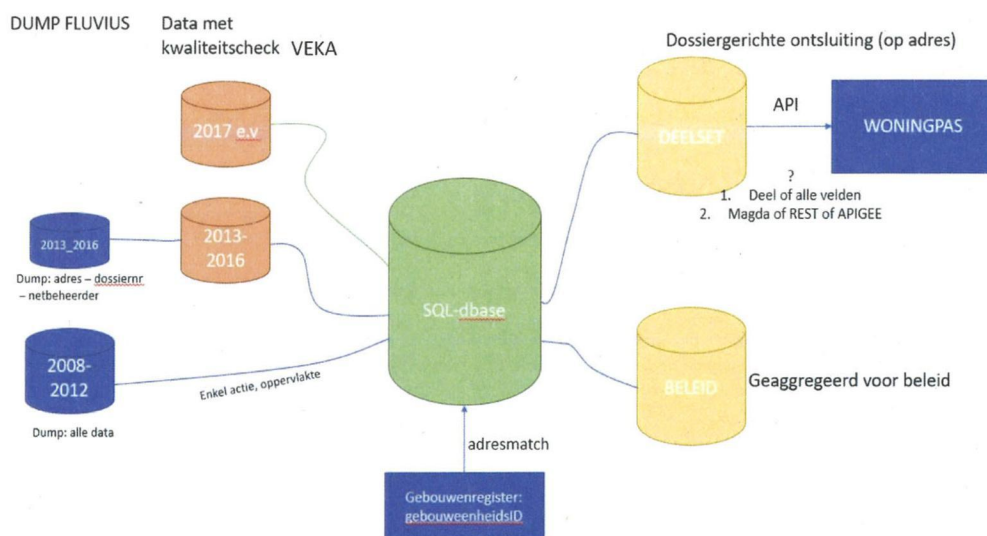 DUMP FLUVIUS
Data met
kwaliteitscheck VEKA
2017 e.v
2013_2016
Dump: adres – dossiernr
– netbeheerder
2013-
2016
2008-
2012
Dump: alle data
Enkel actie, oppervlakte
SQL-dbase
adresmatch
Gebouwenregister:
gebouweenheidsID
Dossiergerichte ontsluiting (op adres)
DEELSET
API
WONINGPAS
?
1. Deel of alle velden
2. Magda of REST of APIGEE
BELEID
Geaggregeerd voor beleid